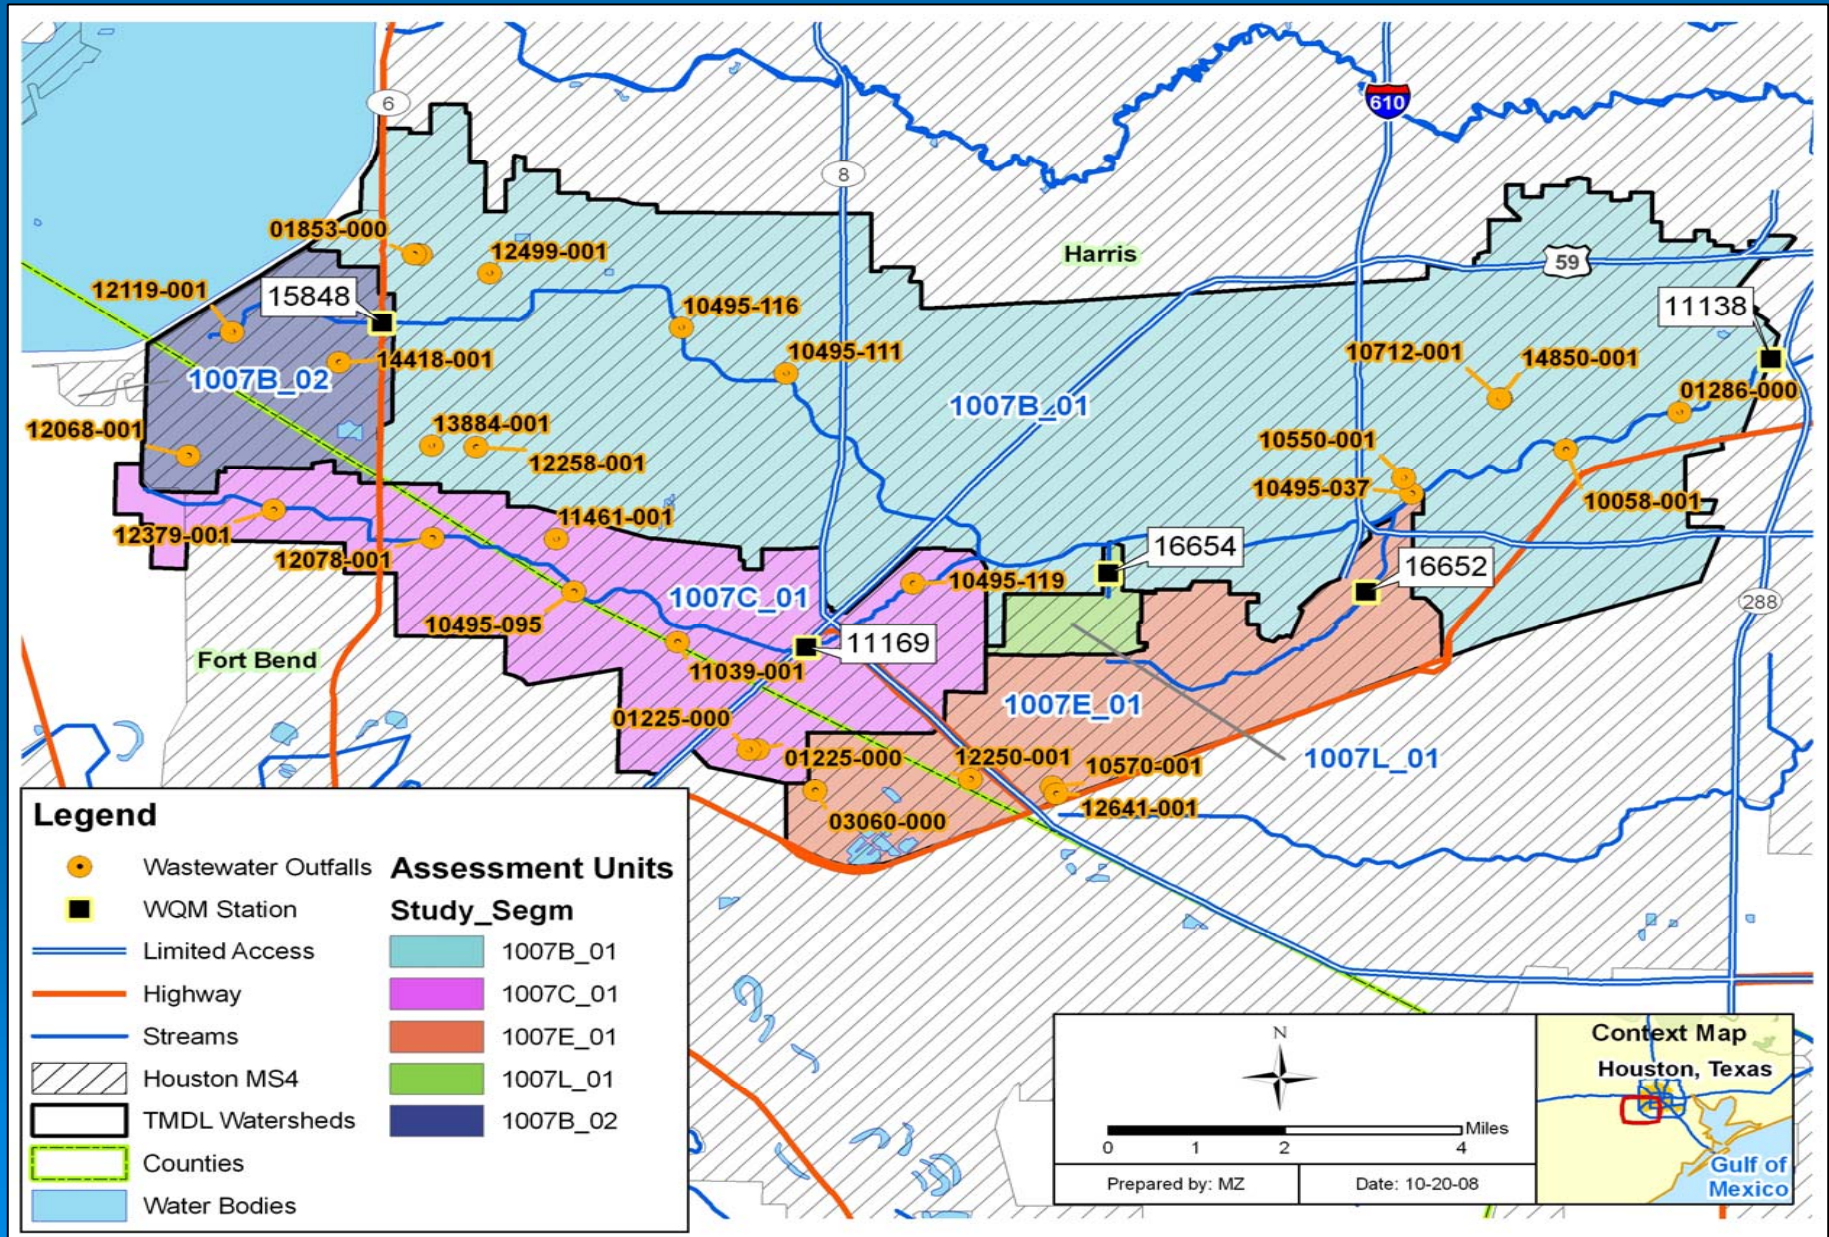 6
610
8
01853-000
12499-001
Harris
59
12119-001
15848
10495-116
11138
10495-111
10712-001
14850-001
14418-001
1007B_02
1007B_01
01286-000
12068-001
13884-001
12258-001
10550-001
10495-037
10058-001
11461-001
12379-001
12078-001
16654
16652
10495-119
1007C_01
10495-095
288
11169
Fort Bend
11039-001
1007E_01
01225-000
01225-000
12250-001
10570-001
1007L_01
12641-001
03060-000
Legend
Wastewater Outfalls
WQM Station
Limited Access
Highway
Streams
Houston MS4
TMDL Watersheds
Counties
Water Bodies
Assessment Units
Study_Segm
1007B_01
1007C_01
1007E_01
1007L_01
1007B_02
N
0 1 2 4 Miles
Prepared by: MZ
Date: 10-20-08
Context Map
Houston, Texas
Gulf of
Mexico